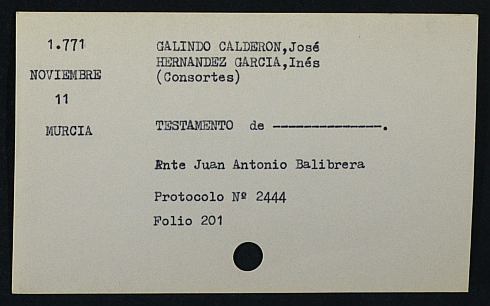 1.771
NOVIEMBRE
11
MURCIA
GALINDO CALDERON,José
HERNANDEZ GARCIA,Inés
(Consortes)
TESTAMENTO de --------------.
Ante Juan Antonio Balibrera
Protocolo Nº 2444
Folio 201